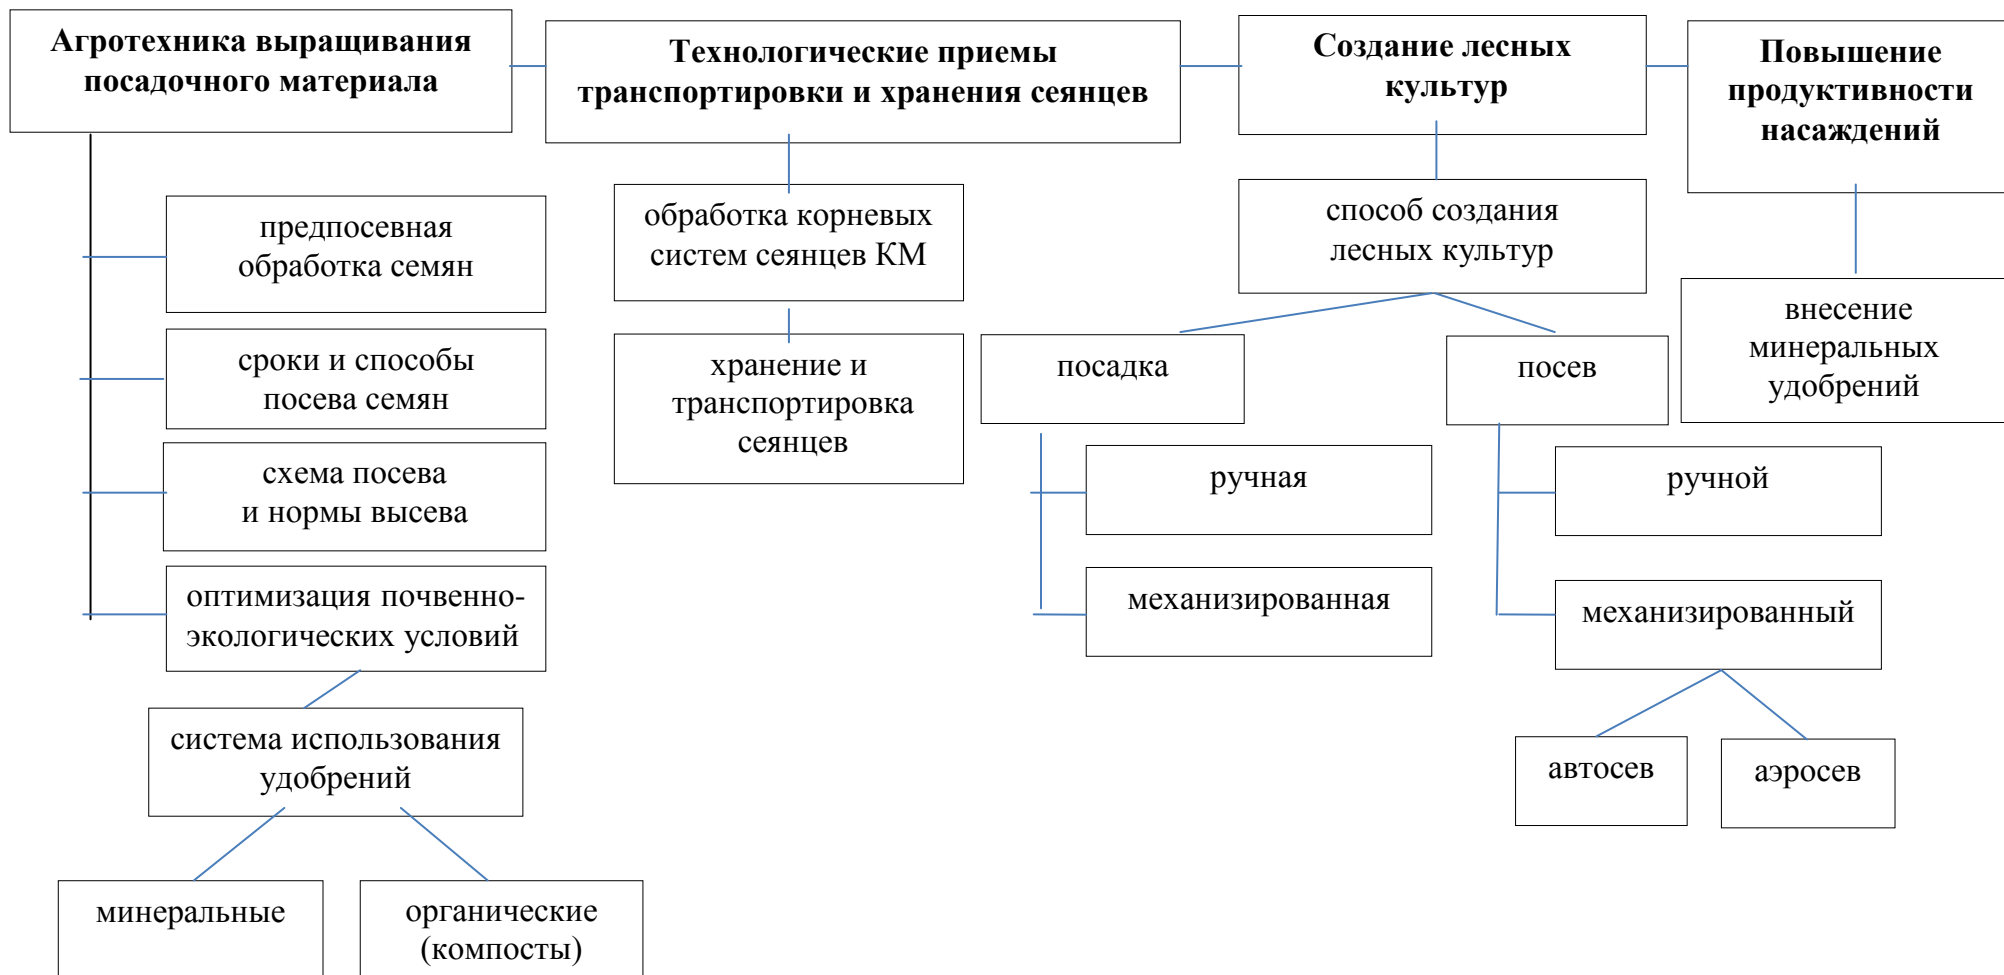 Агротехника выращивания
посадочного материала
Технологические приемы
транспортировки и хранения сеянцев
Создание лесных
культур
Повышение
продуктивности
насаждений
предпосевная
обработка семян
сроки и способы
посева семян
схема посева
и нормы высева
оптимизация почвенно-
экологических условий
система использования
удобрений
минеральные
органические
(компосты)
обработка корневых
систем сеянцев КМ
хранение и
транспортировка
сеянцев
способ создания
лесных культур
посадка
ручная
механизированная
посев
ручной
механизированный
автосев
аэросев
внесение
минеральных
удобрений